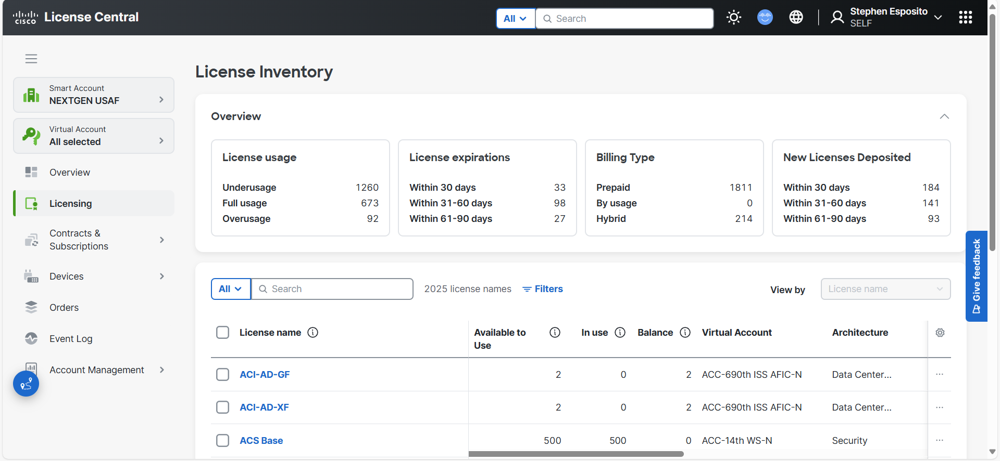 CISCO License Central
All Search
Stephen Esposito
SELF
Smart Account
NEXTGEN USAF
Virtual Account
All selected
Overview
Licensing
Contracts &
Subscriptions
Devices
Orders
Event Log
Account Management
License Inventory
Overview
License usage
Underusage 1260
Full usage 673
Overusage 92
License expirations
Within 30 days 33
Within 31-60 days 98
Within 61-90 days 27
Billing Type
Prepaid 1811
By usage 0
Hybrid 214
New Licenses Deposited
Within 30 days 184
Within 31-60 days 141
Within 61-90 days 93
Give feedback
All Search 2025 license names Filters View by License name
License name Available to In use Balance Virtual Account Architecture
Use
ACI-AD-GF 2 0 2 ACC-690th ISS AFIC-N Data Center...
ACI-AD-XF 2 0 2 ACC-690th ISS AFIC-N Data Center...
ACS Base 500 500 0 ACC-14th WS-N Security